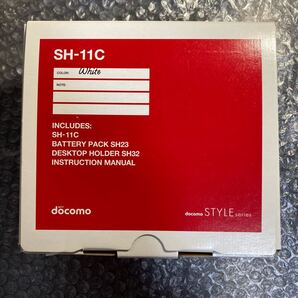 SH-11C
COLOR: White
NOTE:
INCLUDES:
SH-11C
BATTERY PACK SH23
DESKTOP HOLDER SH32
INSTRUCTION MANUAL
döcomo
docomo STYLE series